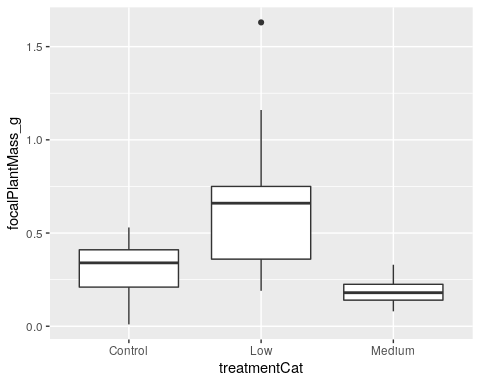 focalPlantMass_g
1.5
1.0
0.5
0.0
Control Low Medium
treatmentCat